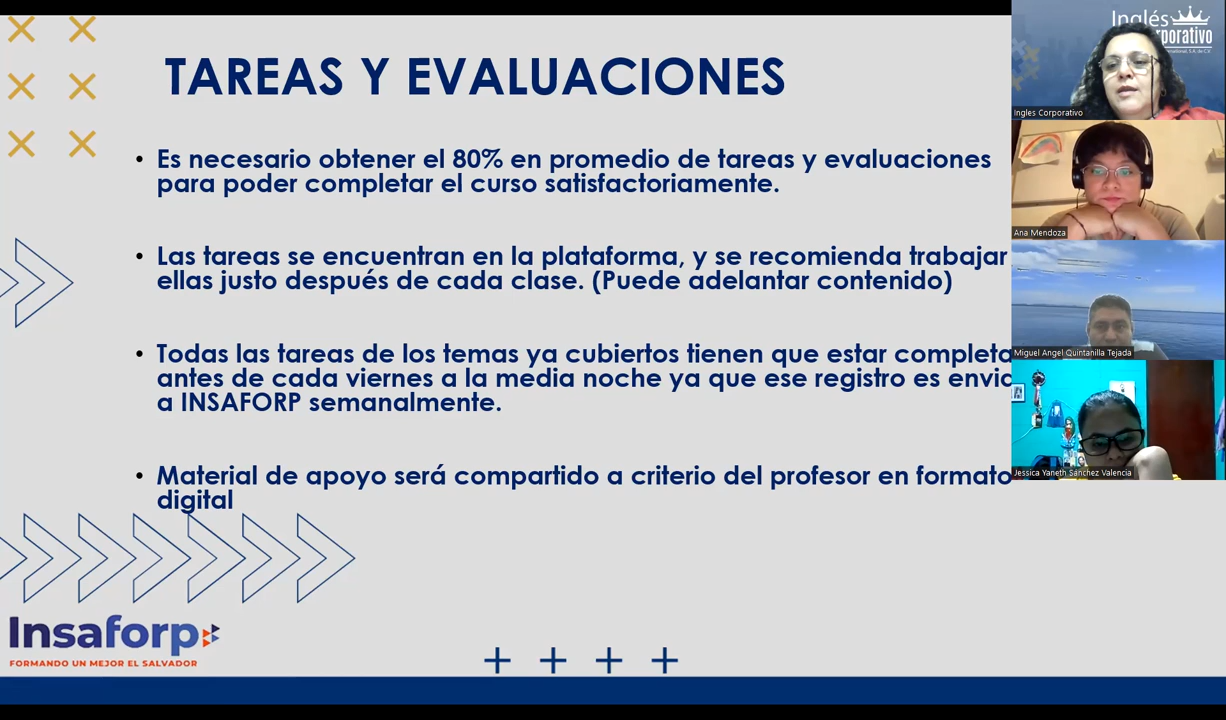 TAREAS Y EVALUACIONES
• Es necesario obtener el 80% en promedio de tareas y evaluaciones
para poder completar el curso satisfactoriamente.
• Las tareas se encuentran en la plataforma, y se recomienda trabajar
ellas justo después de cada clase. (Puede adelantar contenido)
• Todas las tareas de los temas ya cubiertos tienen que estar completa
antes de cada viernes a la media noche ya que ese registro es envia
a INSAFORP semanalmente.
• Material de apoyo será compartido a criterio del profesor en formato
digital
Insaforp
FORMANDO UN MEJOR EL SALVADOR
Inglés
porativo
Ingles Corporativo
Ana Mendoza
Miguel Angel Quintanilla Tejada
Jessica Yaneth Sánchez Valencia